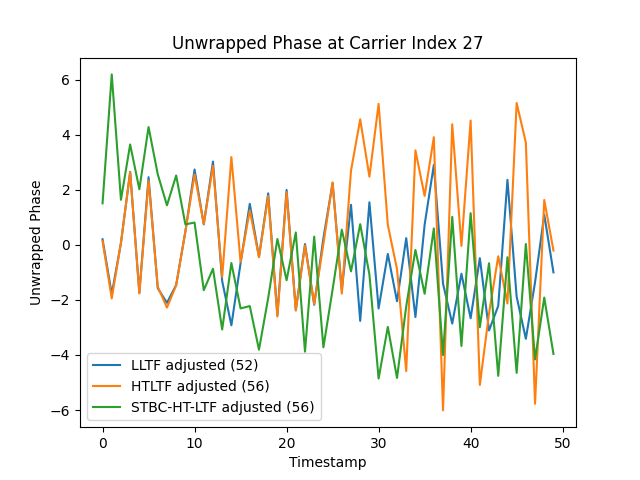 Unwrapped Phase at Carrier Index 27
Unwrapped Phase
6
4
2
0
−2
−4
−6
LLTF adjusted (52)
HTLTF adjusted (56)
STBC-HT-LTF adjusted (56)
0 10 20 30 40 50
Timestamp